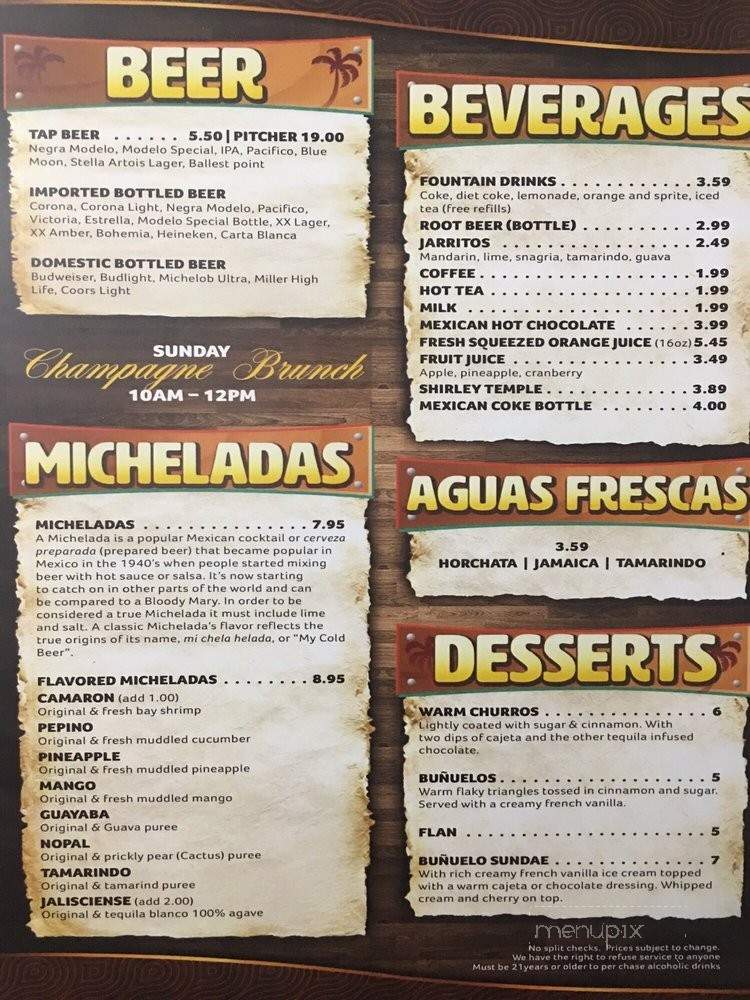 BEER
TAP BEER . . . . . . 5.50 | PITCHER 19.00
Negra Modelo, Modelo Special, IPA, Pacifico, Blue
Moon, Stella Artois Lager, Ballest point
IMPORTED BOTTLED BEER
Corona, Corona Light, Negra Modelo, Pacifico,
Victoria, Estrella, Modelo Special Bottle, XX Lager,
XX Amber, Bohemia, Heineken, Carta Blanca
DOMESTIC BOTTLED BEER
Budweiser, Budlight, Michelob Ultra, Miller High
Life, Coors Light
SUNDAY
Champagne Brunch
10AM – 12PM
MICHELADAS
MICHELADAS . . . . . . . . . . . . . . . . 7.95
A Michelada is a popular Mexican cocktail or cerveza
preparada (prepared beer) that became popular in
Mexico in the 1940's when people started mixing
beer with hot sauce or salsa. It's now starting
to catch on in other parts of the world and can
be compared to a Bloody Mary. In order to be
considered a true Michelada it must include lime
and salt. A classic Michelada's flavor reflects the
true origins of its name, mi chela helada, or "My Cold
Beer".
FLAVORED MICHELADAS . . . . . . . . 8.95
CAMARON (add 1.00)
Original & fresh bay shrimp
PEPINO
Original & fresh muddled cucumber
PINEAPPLE
Original & fresh muddled pineapple
MANGO
Original & fresh muddled mango
GUAYABA
Original & Guava puree
NOPAL
Original & prickly pear (Cactus) puree
TAMARINDO
Original & tamarind puree
JALISCIENSE (add 2.00)
Original & tequila blanco 100% agave
BEVERAGES
FOUNTAIN DRINKS . . . . . . . . . . . . 3.59
Coke, diet coke, lemonade, orange and sprite, iced
tea (free refills)
ROOT BEER (BOTTLE) . . . . . . . . . . 2.99
JARRITOS . . . . . . . . . . . . . . . . . . 2.49
Mandarin, lime, snagria, tamarindo, guava
COFFEE . . . . . . . . . . . . . . . . . . . . 1.99
HOT TEA . . . . . . . . . . . . . . . . . . . 1.99
MILK . . . . . . . . . . . . . . . . . . . . . . 1.99
MEXICAN HOT CHOCOLATE . . . . . . 3.99
FRESH SQUEEZED ORANGE JUICE (16oz) 5.45
FRUIT JUICE . . . . . . . . . . . . . . . . . 3.49
Apple, pineapple, cranberry
SHIRLEY TEMPLE . . . . . . . . . . . . . . 3.89
MEXICAN COKE BOTTLE . . . . . . . . 4.00
AGUAS FRESCAS
3.59
HORCHATA | JAMAICA | TAMARINDO
DESSERTS
WARM CHURROS . . . . . . . . . . . . . . . 6
Lightly coated with sugar & cinnamon. With
two dips of cajeta and the other tequila infused
chocolate.
BUÑUELOS . . . . . . . . . . . . . . . . . . . 5
Warm flaky triangles tossed in cinnamon and sugar.
Served with a creamy french vanilla.
FLAN . . . . . . . . . . . . . . . . . . . . . . . 5
BUÑUELO SUNDAE . . . . . . . . . . . . . . 7
With rich creamy french vanilla ice cream topped
with a warm cajeta or chocolate dressing. Whipped
cream and cherry on top.
menupix
No split checks. Prices subject to change.
We have the right to refuse service to anyone
Must be 21years or older to per chase alcoholic drinks